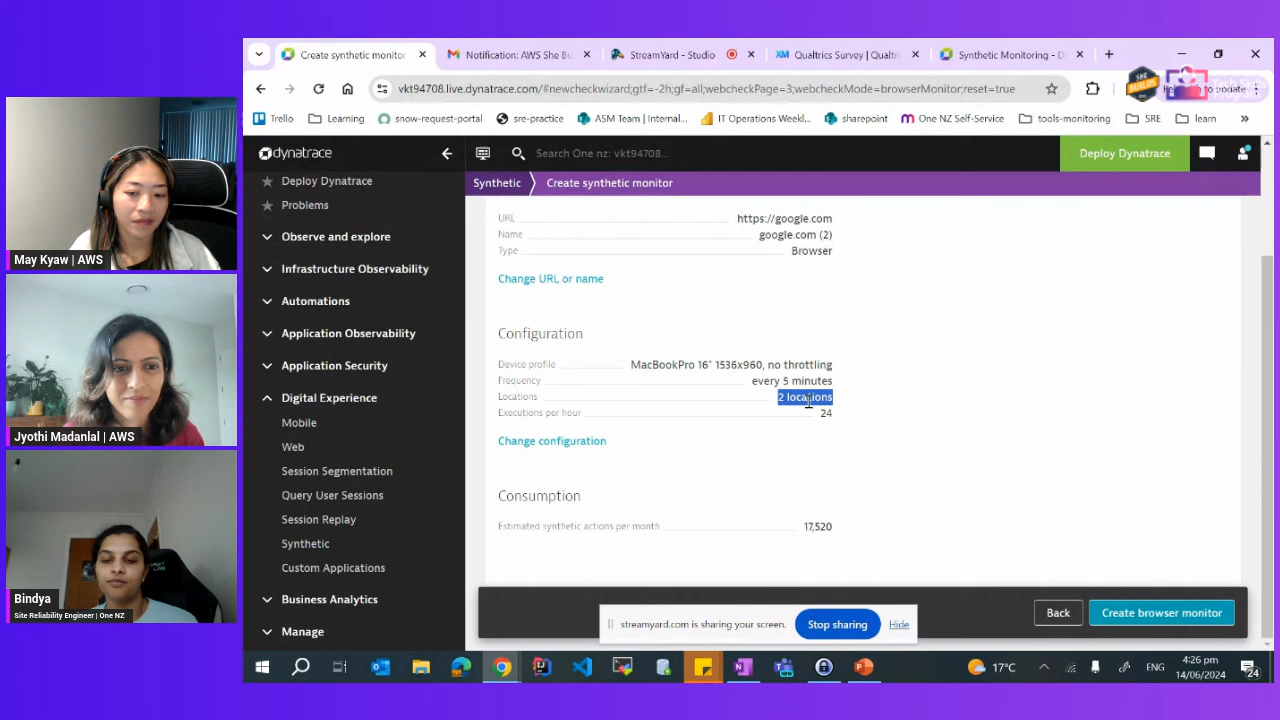 Create synthetic monitor
Notification: AWS She Bu
StreamYard - Studio
XM
Qualtrics Survey | Qualtri
Synthetic Monitoring - D
vkt94708.live.dynatrace.com/#newcheckwizard;gtf=-2h;gf=all;webcheckPage=3;webcheckMode=browserMonitor;reset=true
Tech Skills
to update
Trello
Learning
snow-request-portal
sre-practice
ASM Team | Internal...
IT Operations Weekl...
sharepoint
One NZ Self-Service
tools-monitoring
SRE
learn
dynatrace
Search One nz: vkt94708...
Deploy Dynatrace
Deploy Dynatrace
Problems
Observe and explore
Infrastructure Observability
Automations
Application Observability
Application Security
Digital Experience
Mobile
Web
Session Segmentation
Query User Sessions
Session Replay
Synthetic
Custom Applications
Business Analytics
Manage
Synthetic
Create synthetic monitor
URL https://google.com
Name google.com (2)
Type Browser
Change URL or name
Configuration
Device profile MacBookPro 16" 1536x960, no throttling
Frequency every 5 minutes
Locations 2 locations
Executions per hour 24
Change configuration
Consumption
Estimated synthetic actions per month 17,520
Back
Create browser monitor
streamyard.com is sharing your screen.
Stop sharing
Hide
17°C
ENG
4:26 pm
14/06/2024
24
May Kyaw | AWS
Jyothi Madanlal | AWS
Bindya
Site Reliability Engineer | One NZ